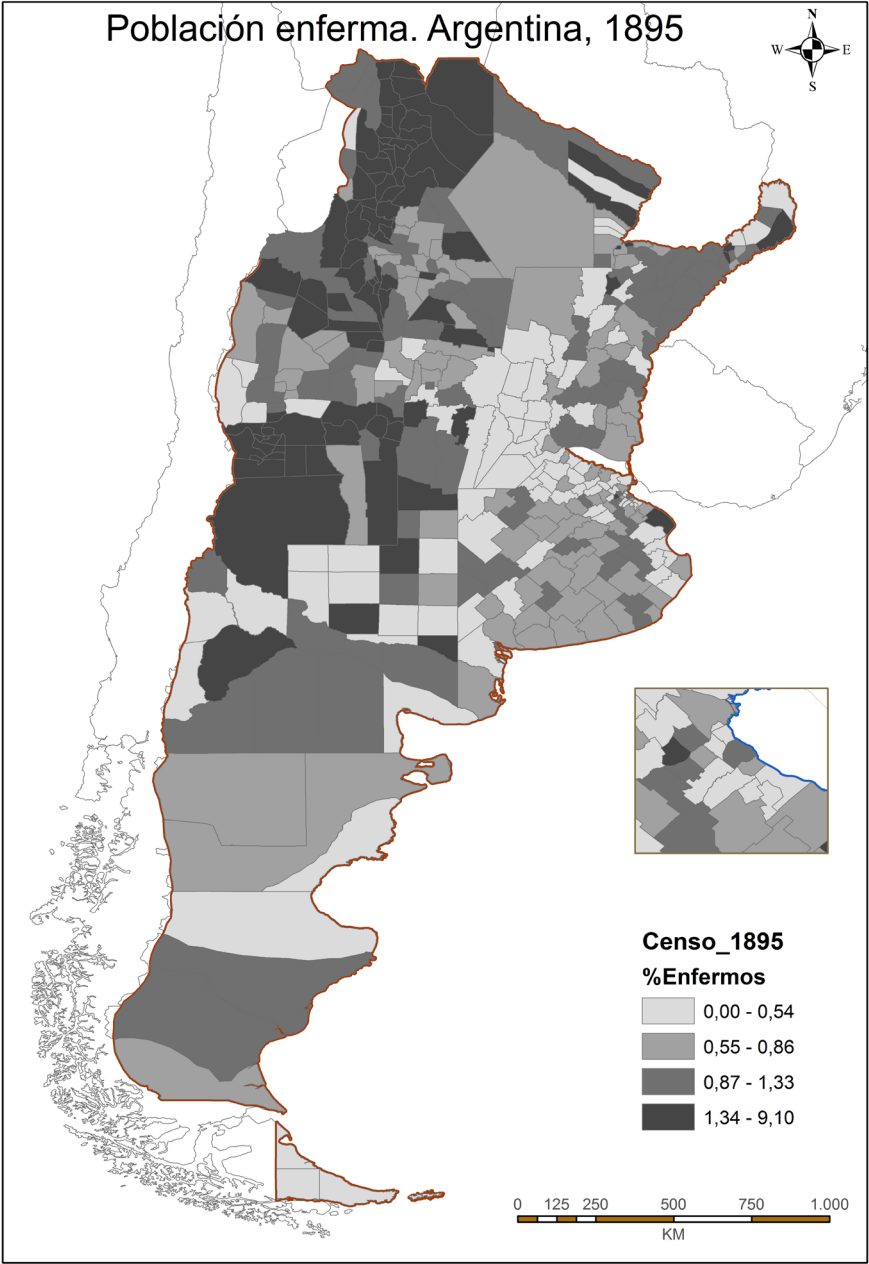 Población enferma. Argentina, 1895
N
W E
S
Censo_1895
%Enfermos
0,00 - 0,54
0,55 - 0,86
0,87 - 1,33
1,34 - 9,10
0 125 250 500 750 1.000
KM